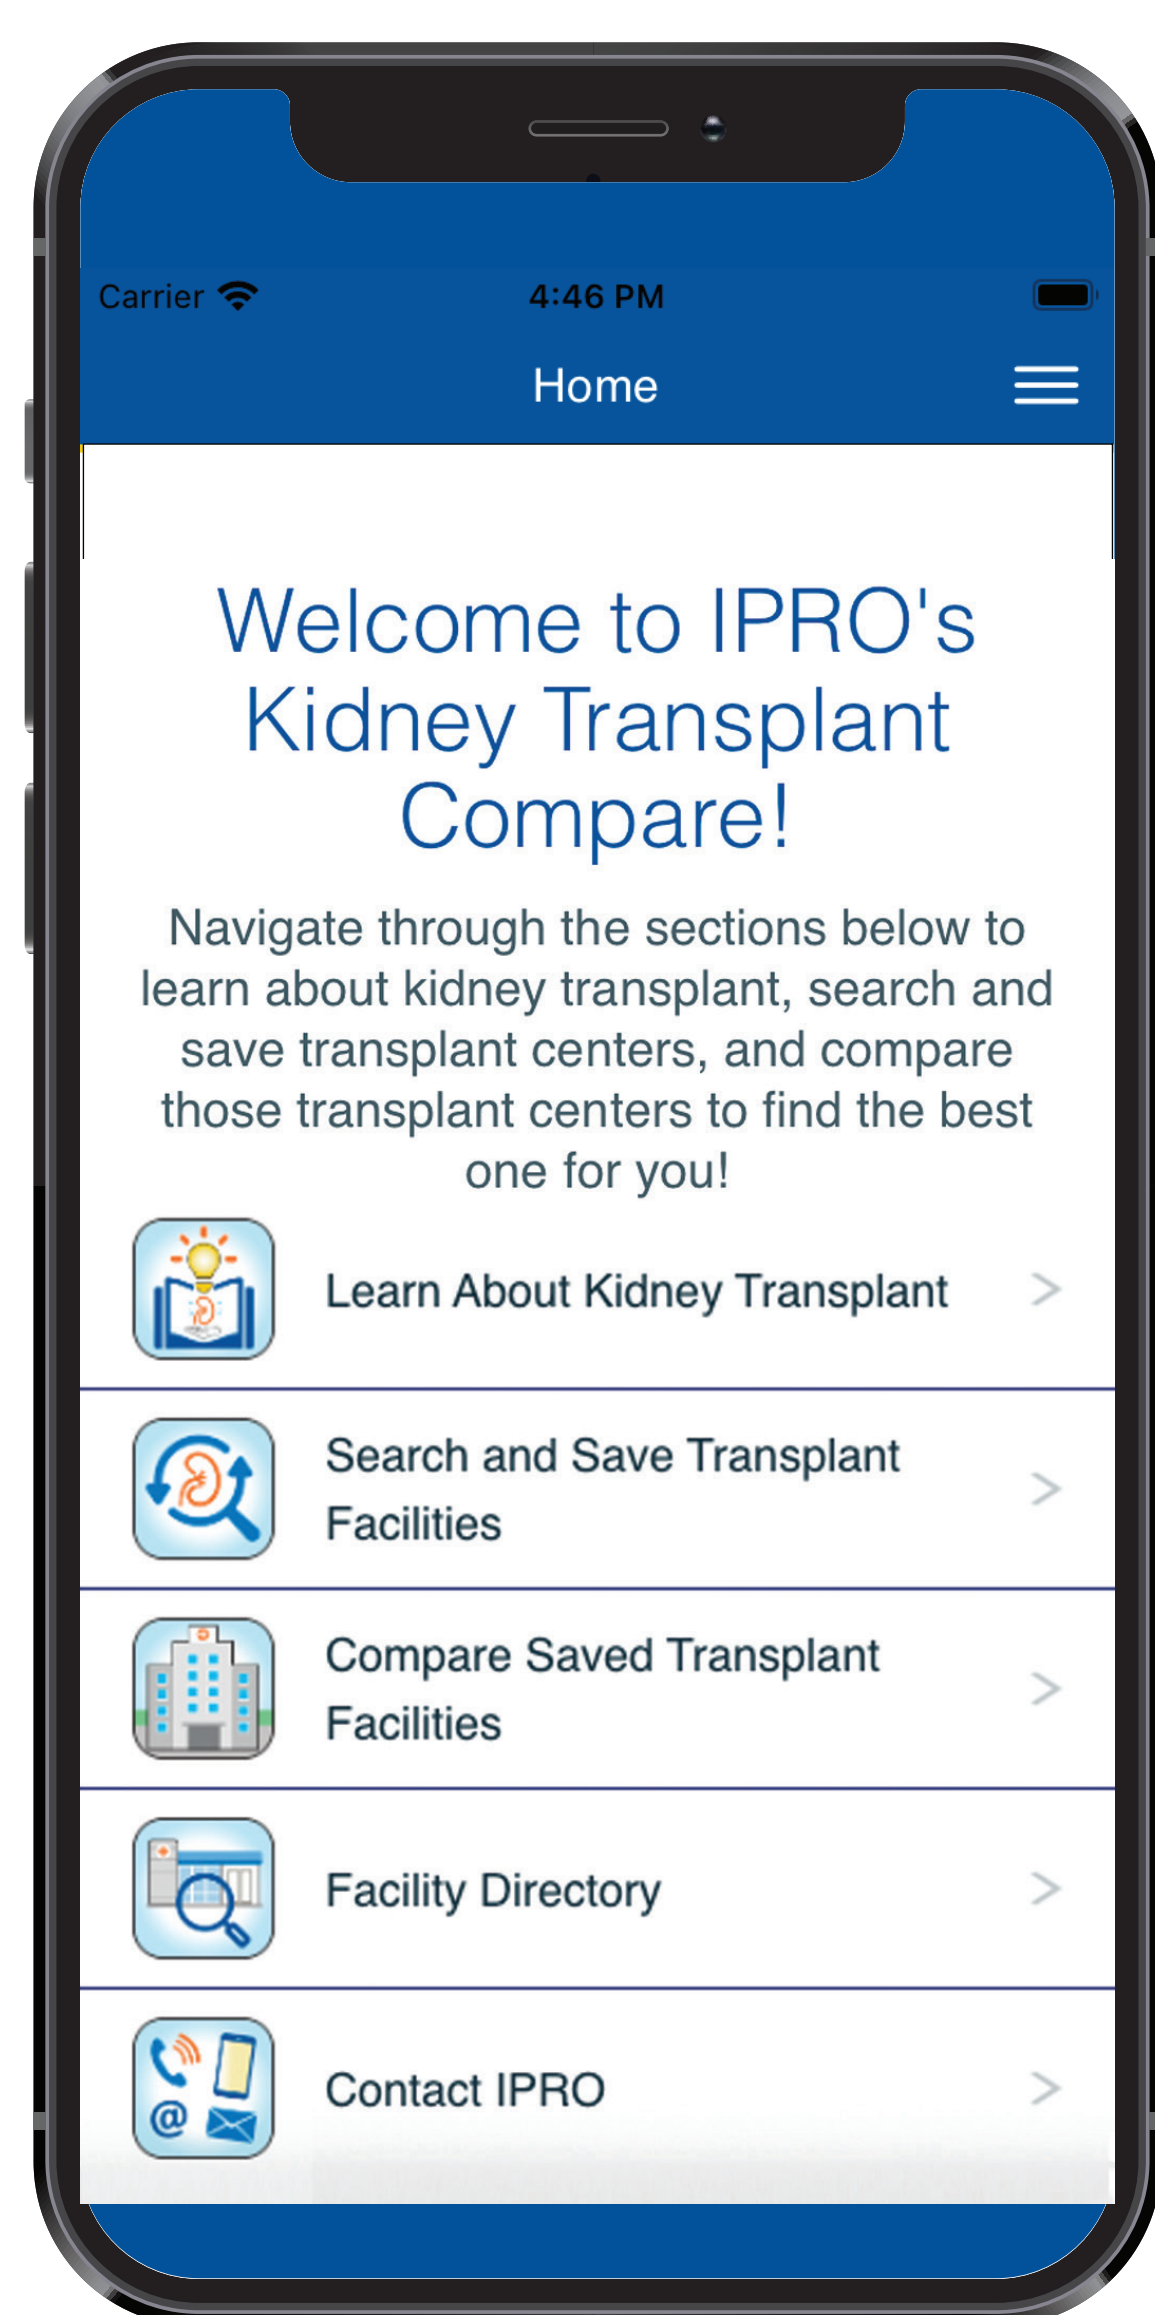 Carrier 4:46 PM
Home
Welcome to IPRO's
Kidney Transplant
Compare!
Navigate through the sections below to
learn about kidney transplant, search and
save transplant centers, and compare
those transplant centers to find the best
one for you!
Learn About Kidney Transplant
Search and Save Transplant
Facilities
Compare Saved Transplant
Facilities
Facility Directory
@
Contact IPRO